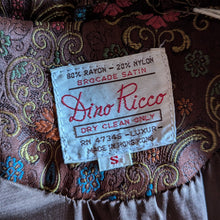 80% RAYON - 20% NYLON
BROCADE SATIN
Dino Ricco
DRY CLEAN ONLY
RN 47346 -LUXUR-
MADE IN
S